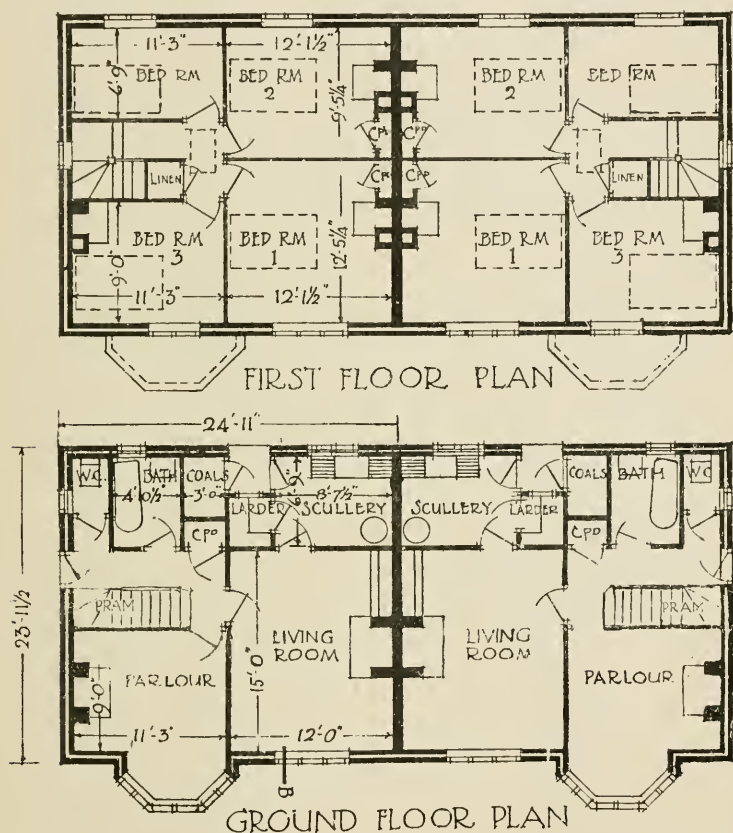 11'-3" 12'-1½"
BED RM BED RM 2 BED RM 2 BED RM
6'-9" 9'-5¼"
CPD CPD
LINEN CPD CPD LINEN
BED RM 3 BED RM 1 BED RM 1 BED RM 3
9'-0" 12'-5¼"
11'-3" 12'-1½"
FIRST FLOOR PLAN
24'-11"
W.C. BATH COALS COALS BATH W.C.
4'-0½" 3'-0" 6'-9" 8'-7½"
LARDER SCULLERY SCULLERY LARDER
CPD CPD
23'-11½
PRAM PRAM
LIVING ROOM LIVING ROOM
15'-0"
PARLOUR PARLOUR
9'-0"
11'-3" 12'-0"
B
GROUND FLOOR PLAN